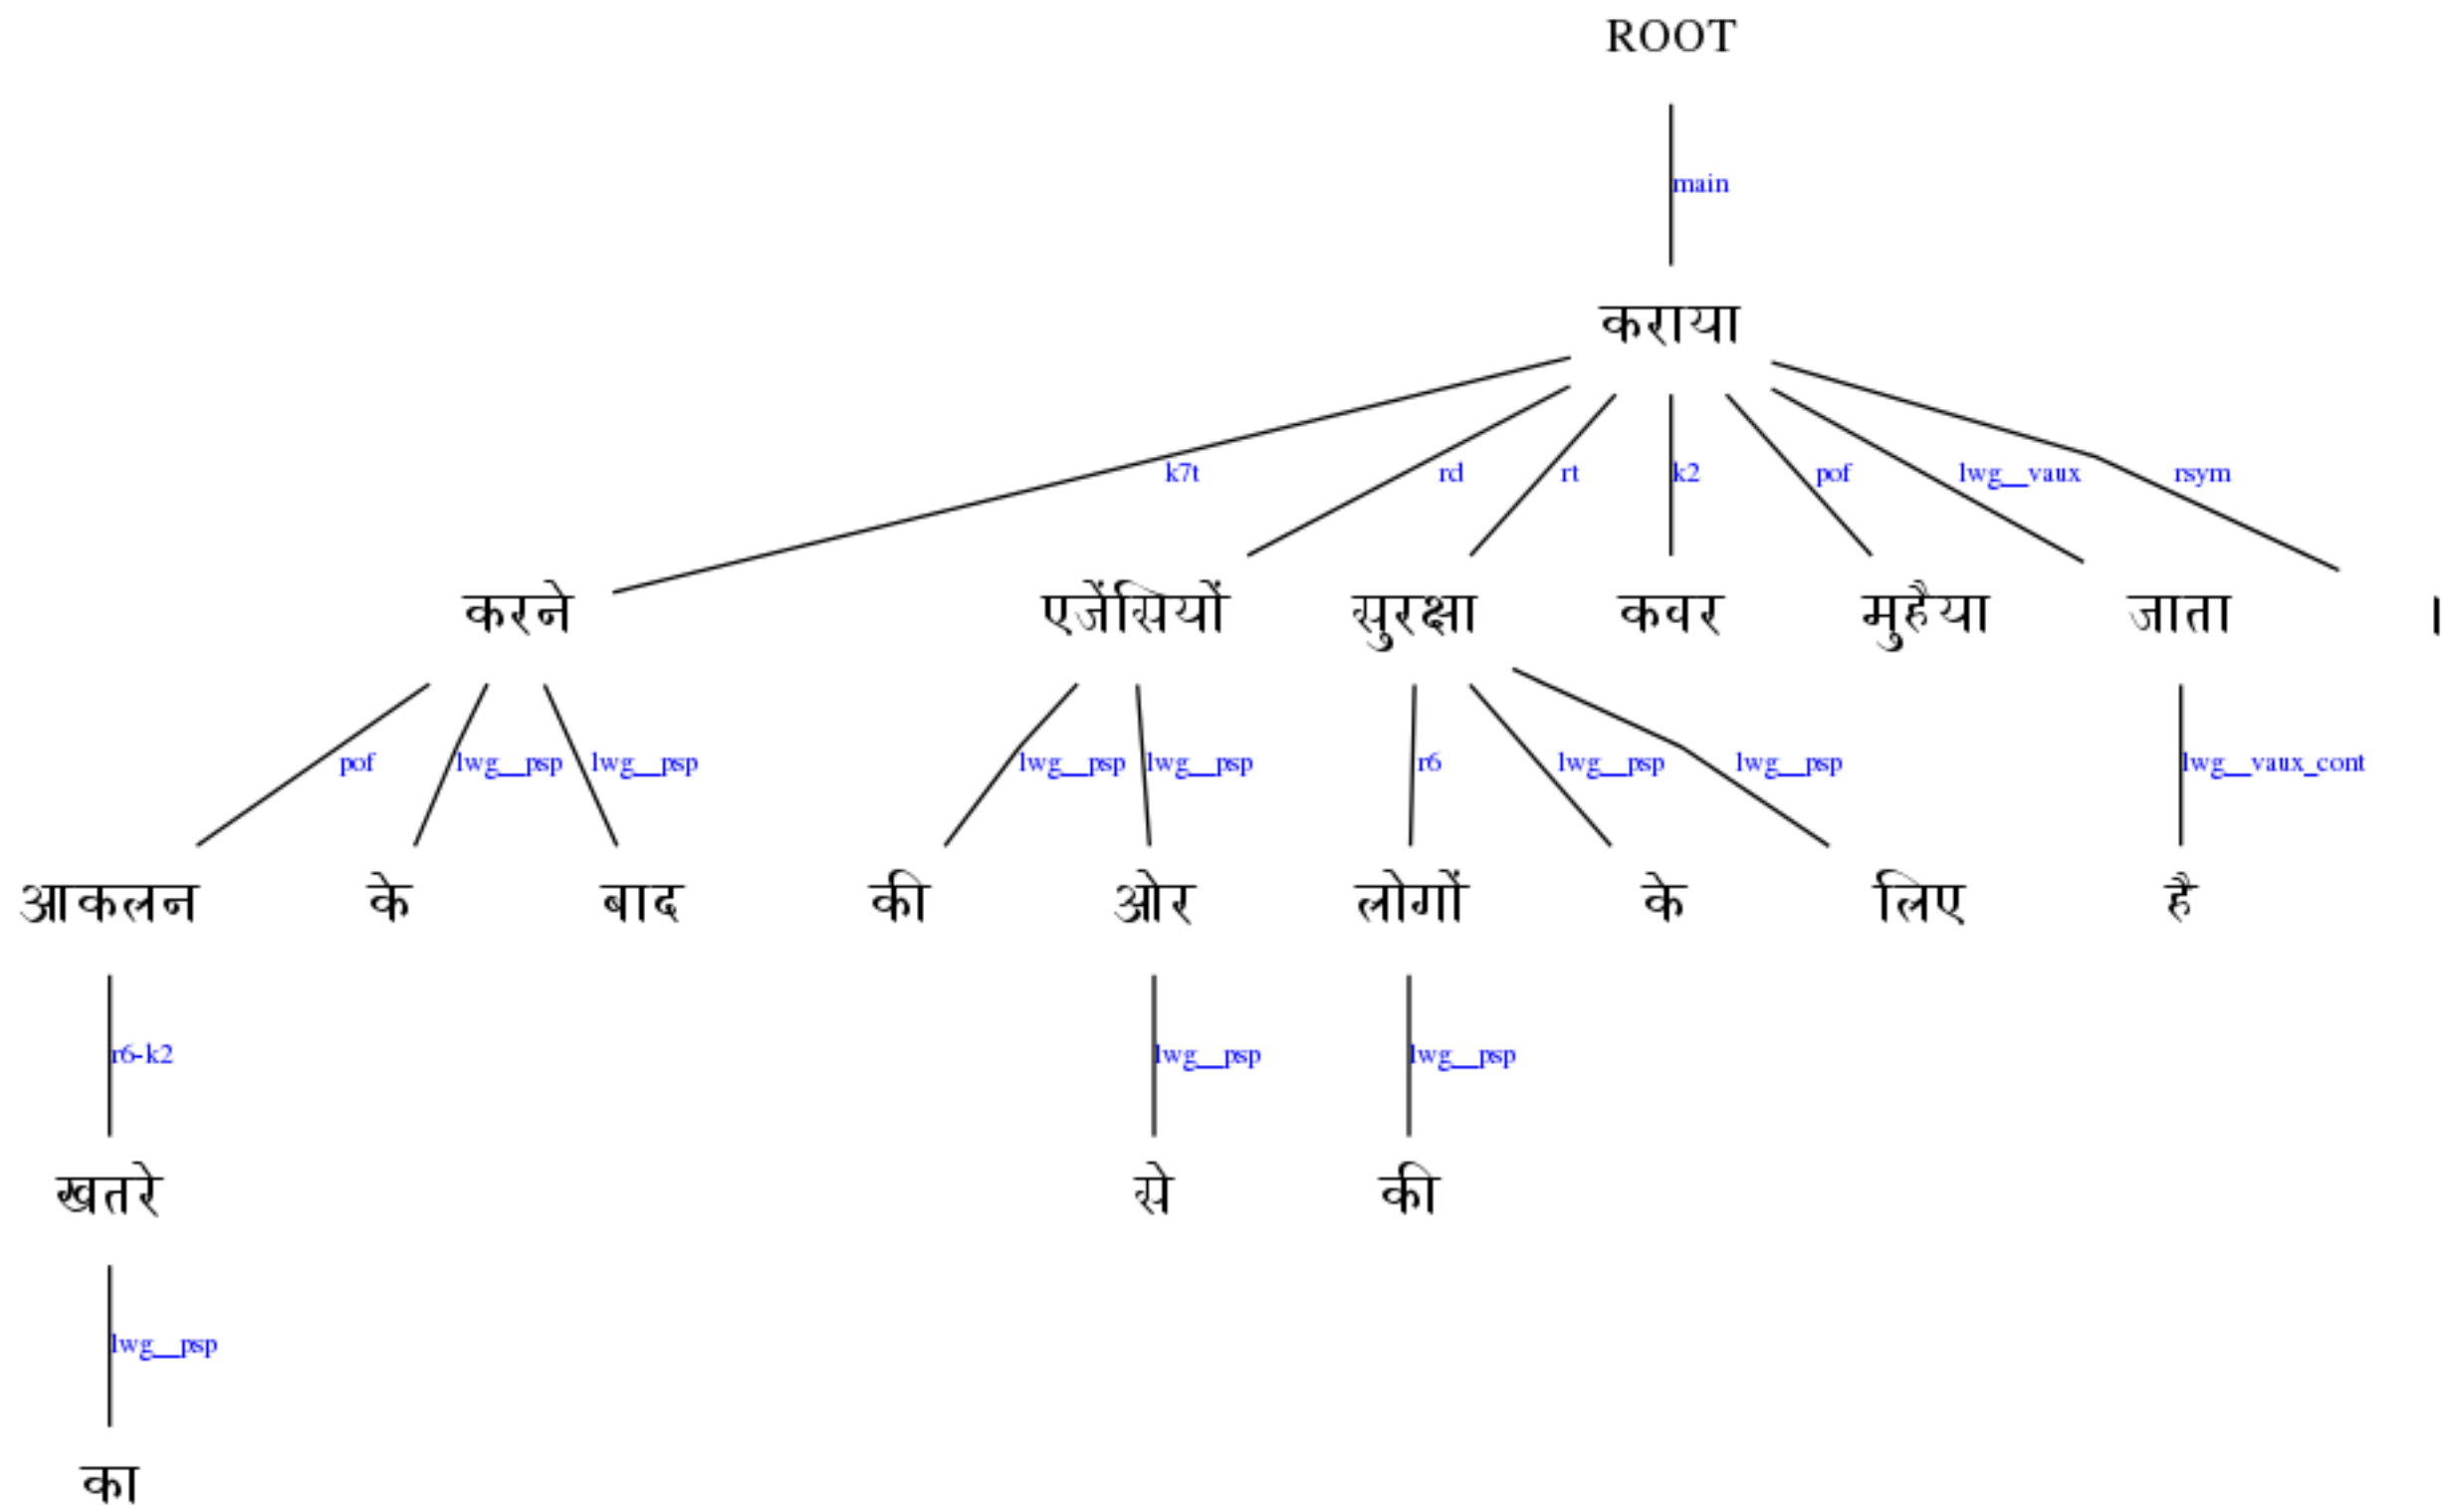 ROOT
main
कराया
k7t rd rt k2 pof lwg__vaux rsym
करने एजेंसियों सुरक्षा कवर मुहैया जाता ।
pof lwg__psp lwg__psp lwg__psp lwg__psp r6 lwg__psp lwg__psp lwg__vaux_cont
आकलन के बाद की ओर लोगों के लिए है
r6-k2 lwg__psp lwg__psp
खतरे से की
lwg__psp
का